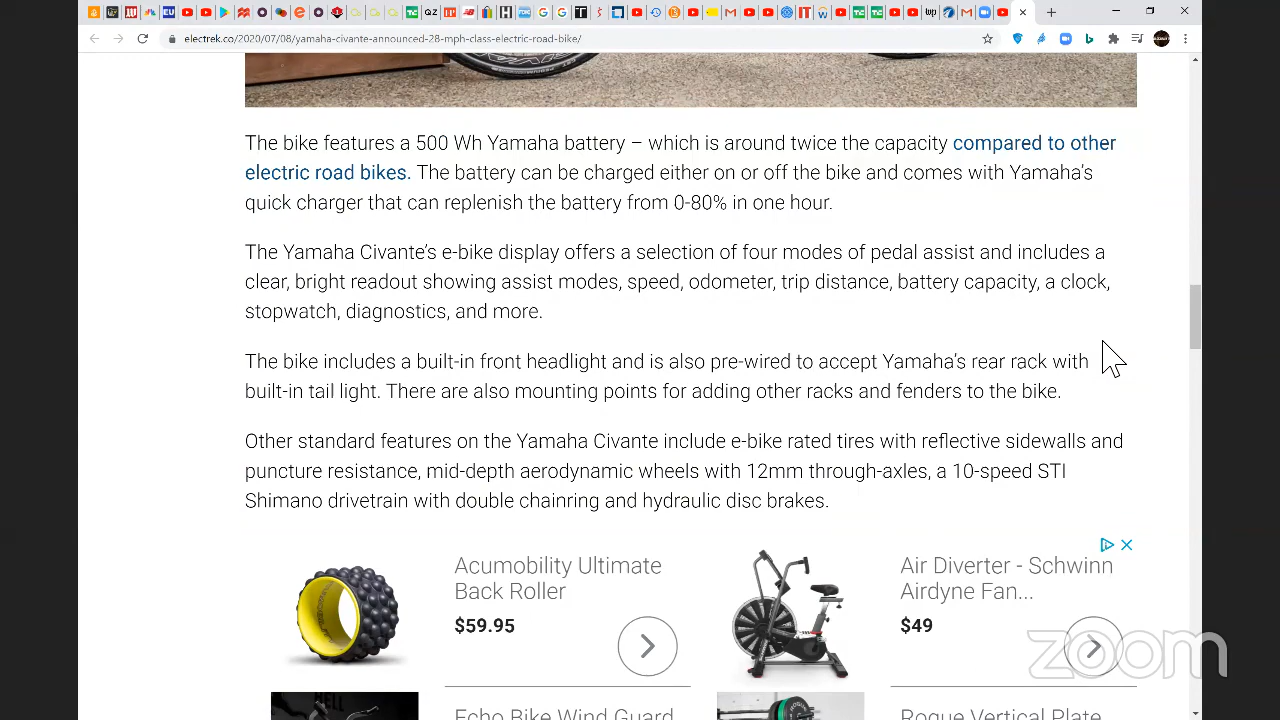 electrek.co/2020/07/08/yamaha-civante-announced-28-mph-class-electric-road-bike/
The bike features a 500 Wh Yamaha battery – which is around twice the capacity compared to other
electric road bikes. The battery can be charged either on or off the bike and comes with Yamaha's
quick charger that can replenish the battery from 0-80% in one hour.
The Yamaha Civante's e-bike display offers a selection of four modes of pedal assist and includes a
clear, bright readout showing assist modes, speed, odometer, trip distance, battery capacity, a clock,
stopwatch, diagnostics, and more.
The bike includes a built-in front headlight and is also pre-wired to accept Yamaha's rear rack with
built-in tail light. There are also mounting points for adding other racks and fenders to the bike.
Other standard features on the Yamaha Civante include e-bike rated tires with reflective sidewalls and
puncture resistance, mid-depth aerodynamic wheels with 12mm through-axles, a 10-speed STI
Shimano drivetrain with double chainring and hydraulic disc brakes.
Acumobility Ultimate
Back Roller
$59.95
Air Diverter - Schwinn
Airdyne Fan...
$49
zoom
Echo Bike Wind Guard
Rogue Vertical Plate